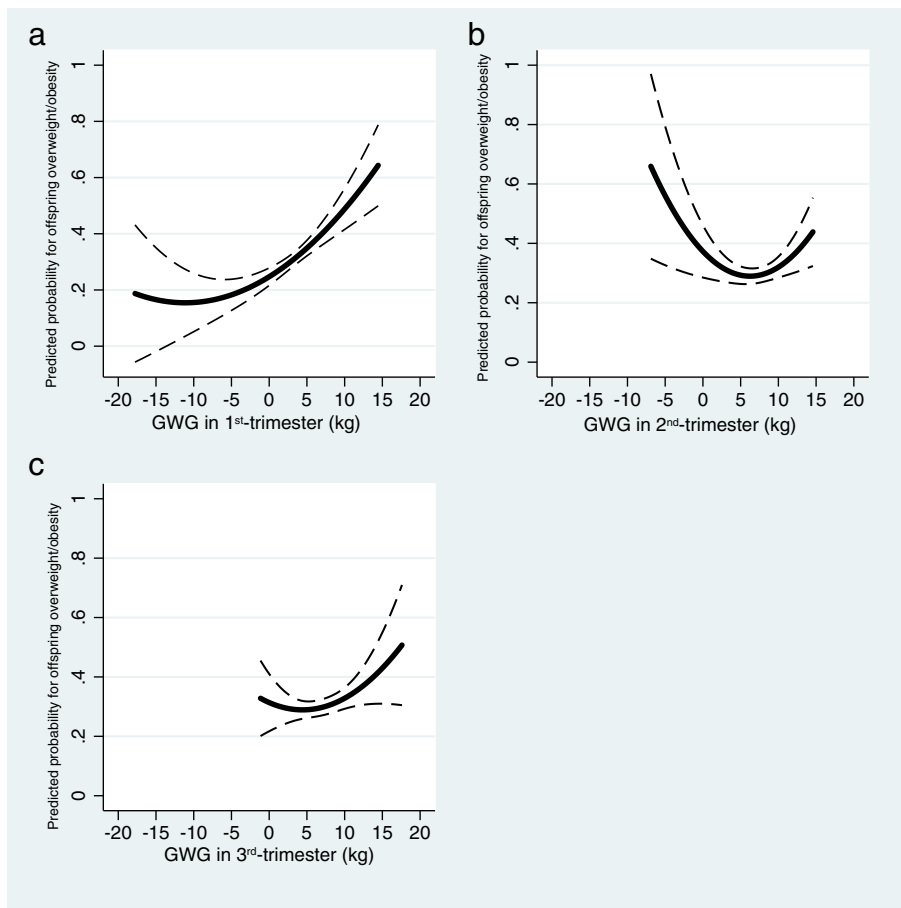 a
Predicted probability for offspring overweight/obesity
1
.8
.6
.4
.2
0
-20 -15 -10 -5 0 5 10 15 20
GWG in 1st-trimester (kg)
b
Predicted probability for offspring overweight/obesity
1
.8
.6
.4
.2
0
-20 -15 -10 -5 0 5 10 15 20
GWG in 2nd-trimester (kg)
c
Predicted probability for offspring overweight/obesity
1
.8
.6
.4
.2
0
-20 -15 -10 -5 0 5 10 15 20
GWG in 3rd-trimester (kg)